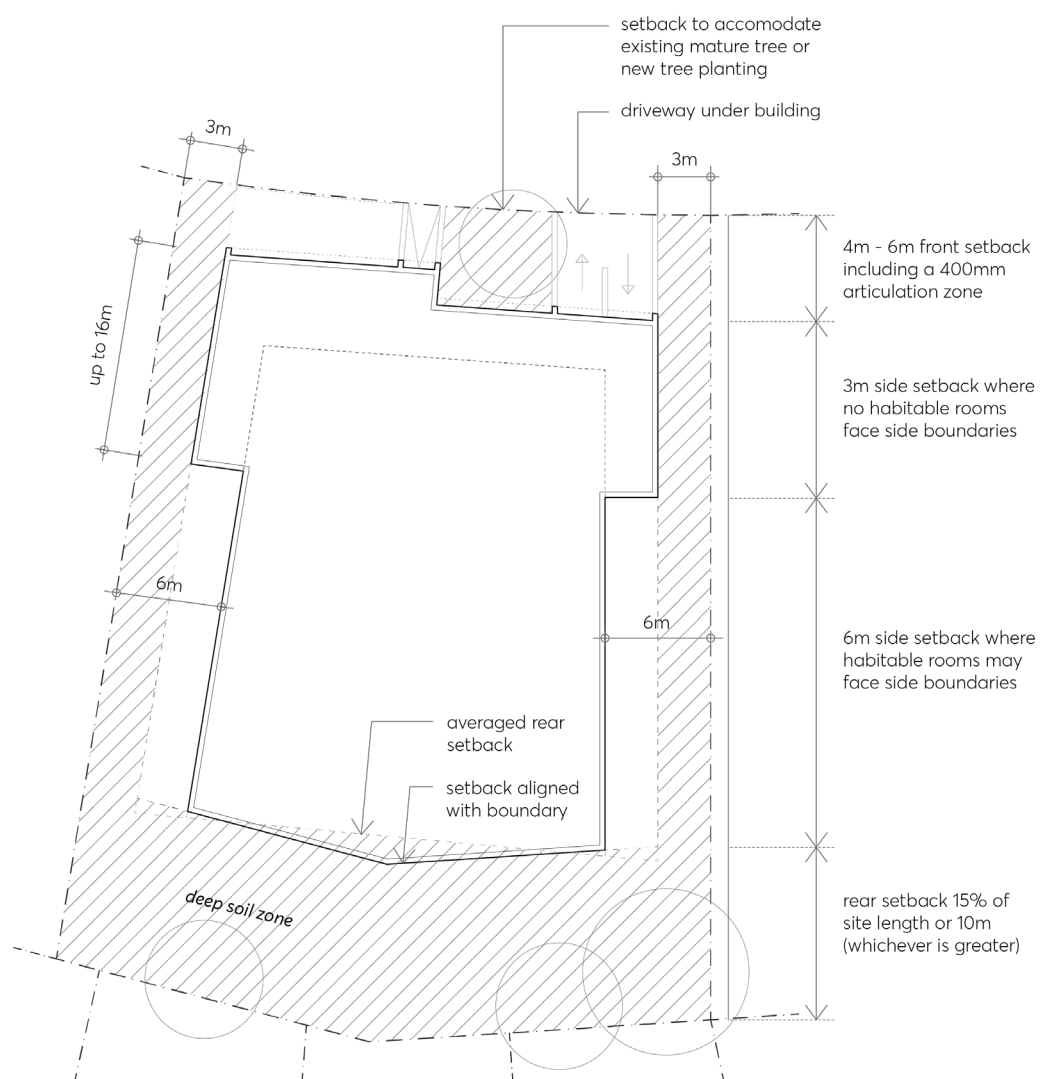 setback to accomodate
existing mature tree or
new tree planting
driveway under building
3m
3m
4m - 6m front setback
including a 400mm
articulation zone
up to 16m
3m side setback where
no habitable rooms
face side boundaries
6m
6m
6m side setback where
habitable rooms may
face side boundaries
averaged rear
setback
setback aligned
with boundary
deep soil zone
rear setback 15% of
site length or 10m
(whichever is greater)